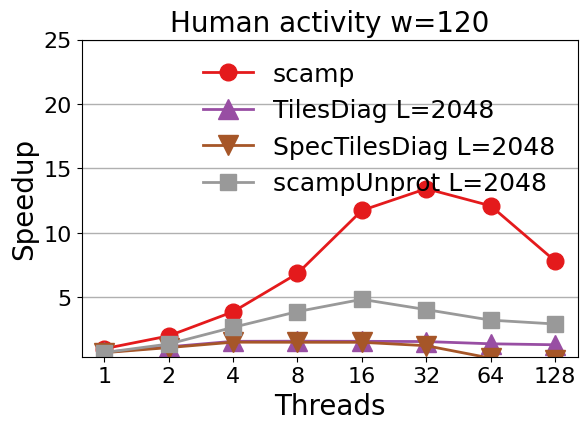 Human activity w=120
25
20
15
10
5
Speedup
scamp
TilesDiag L=2048
SpecTilesDiag L=2048
scampUnprot L=2048
1 2 4 8 16 32 64 128
Threads